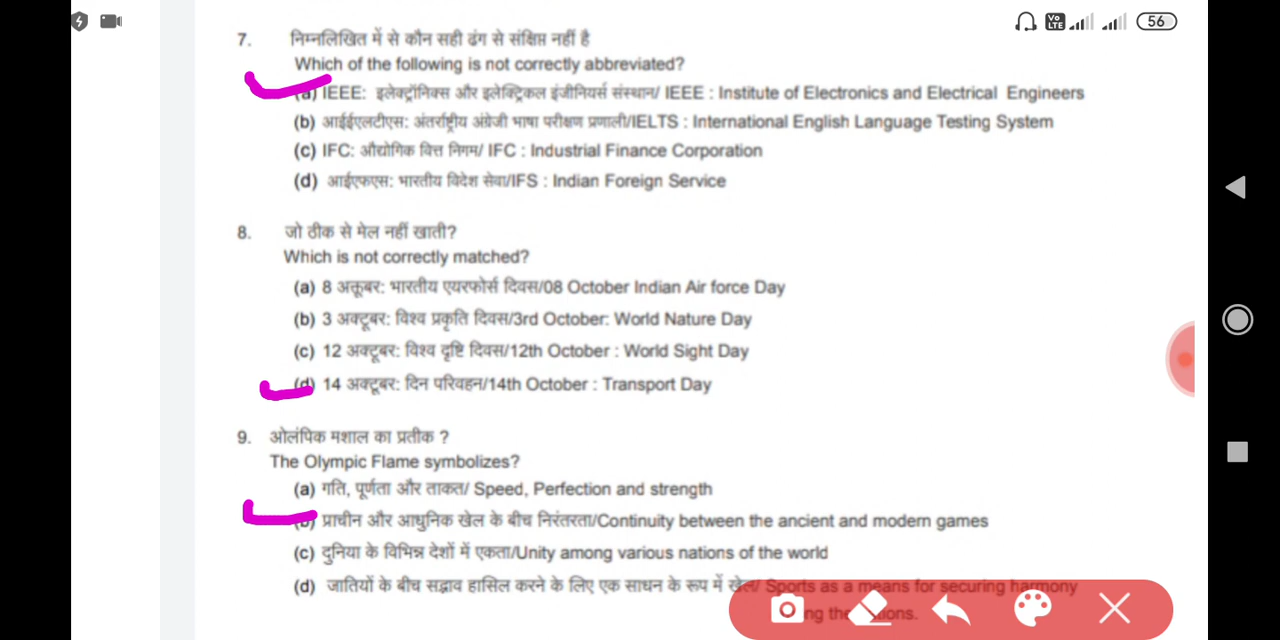 Vo LTE
56
7. निम्नलिखित में से कौन सही ढंग से संक्षिप्त नहीं है
Which of the following is not correctly abbreviated?
(a) IEEE: इलेक्ट्रॉनिक्स और इलेक्ट्रिकल इंजीनियर्स संस्थान/ IEEE : Institute of Electronics and Electrical Engineers
(b) आईईएलटीएस: अंतर्राष्ट्रीय अंग्रेजी भाषा परीक्षण प्रणाली/IELTS : International English Language Testing System
(c) IFC: औद्योगिक वित्त निगम/ IFC : Industrial Finance Corporation
(d) आईएफएस: भारतीय विदेश सेवा/IFS : Indian Foreign Service
8. जो ठीक से मेल नहीं खाती?
Which is not correctly matched?
(a) 8 अक्तूबर: भारतीय एयरफोर्स दिवस/08 October Indian Air force Day
(b) 3 अक्टूबर: विश्व प्रकृति दिवस/3rd October: World Nature Day
(c) 12 अक्टूबर: विश्व दृष्टि दिवस/12th October : World Sight Day
(d) 14 अक्टूबर: दिन परिवहन/14th October : Transport Day
9. ओलंपिक मशाल का प्रतीक ?
The Olympic Flame symbolizes?
(a) गति, पूर्णता और ताकत/ Speed, Perfection and strength
(b) प्राचीन और आधुनिक खेल के बीच निरंतरता/Continuity between the ancient and modern games
(c) दुनिया के विभिन्न देशों में एकता/Unity among various nations of the world
(d) जातियों के बीच सद्भाव हासिल करने के लिए एक साधन के रूप में खेल/ Sports as a means for securing harmony